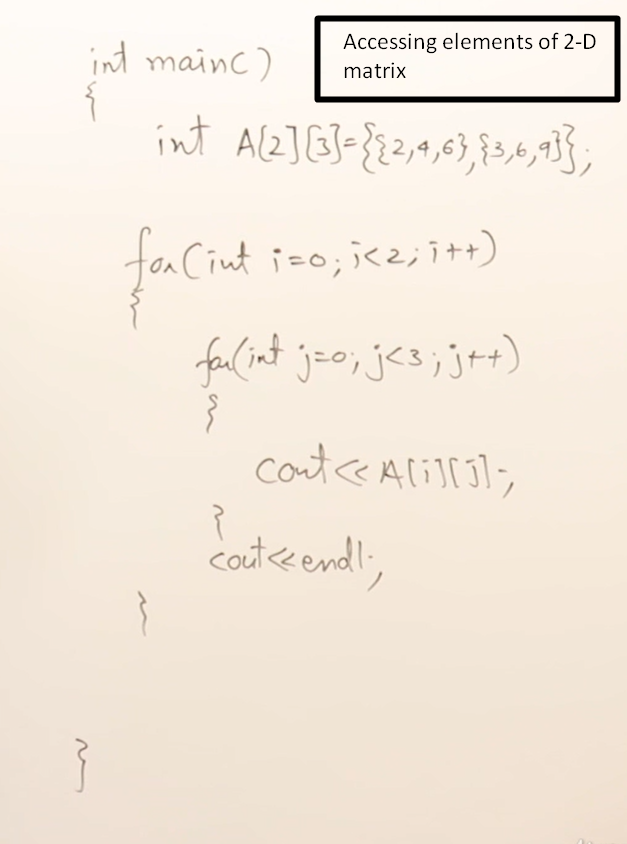 Accessing elements of 2-D
matrix
int main()
{
int A[2][3]={{2,4,6},{3,6,9}};
for(int i=0; i<2; i++)
{
for(int j=0; j<3; j++)
{
cout<<A[i][j];
}
cout<<endl;
}
}